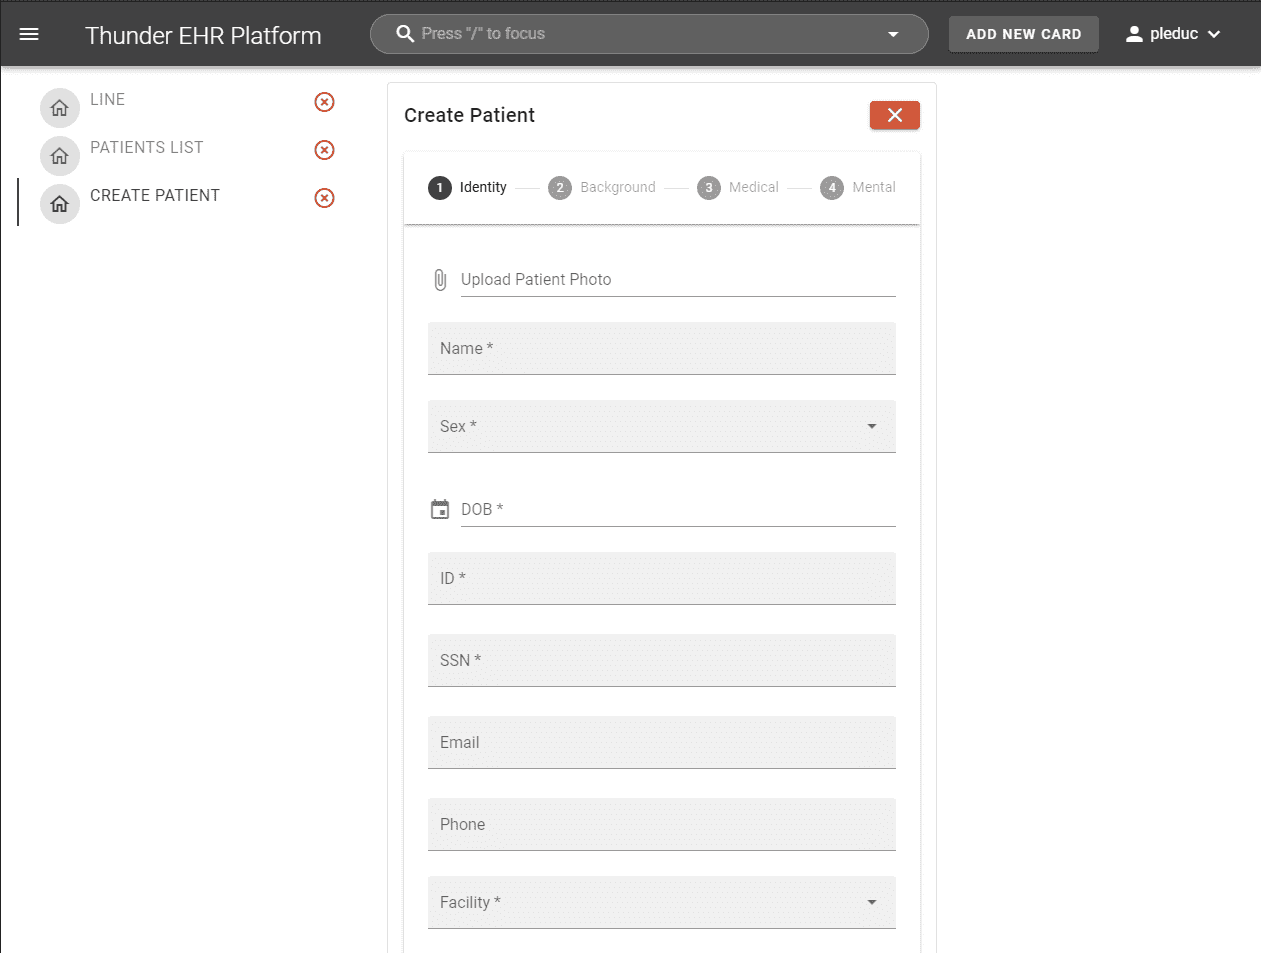 Thunder EHR Platform
Press "/" to focus
ADD NEW CARD
pleduc
LINE
PATIENTS LIST
CREATE PATIENT
Create Patient
1 Identity 2 Background 3 Medical 4 Mental
Upload Patient Photo
Name *
Sex *
DOB *
ID *
SSN *
Email
Phone
Facility *